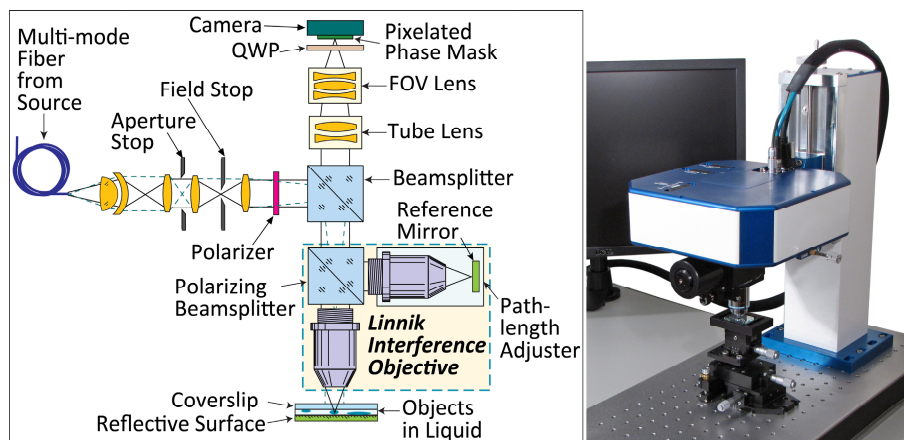 Camera
Pixelated
Phase Mask
QWP
Multi-mode
Fiber
from
Source
Field Stop
FOV Lens
Aperture
Stop
Tube Lens
Beamsplitter
Reference
Mirror
Polarizer
Polarizing
Beamsplitter
Path-
length
Adjuster
Linnik
Interference
Objective
Coverslip
Reflective Surface
Objects
in Liquid